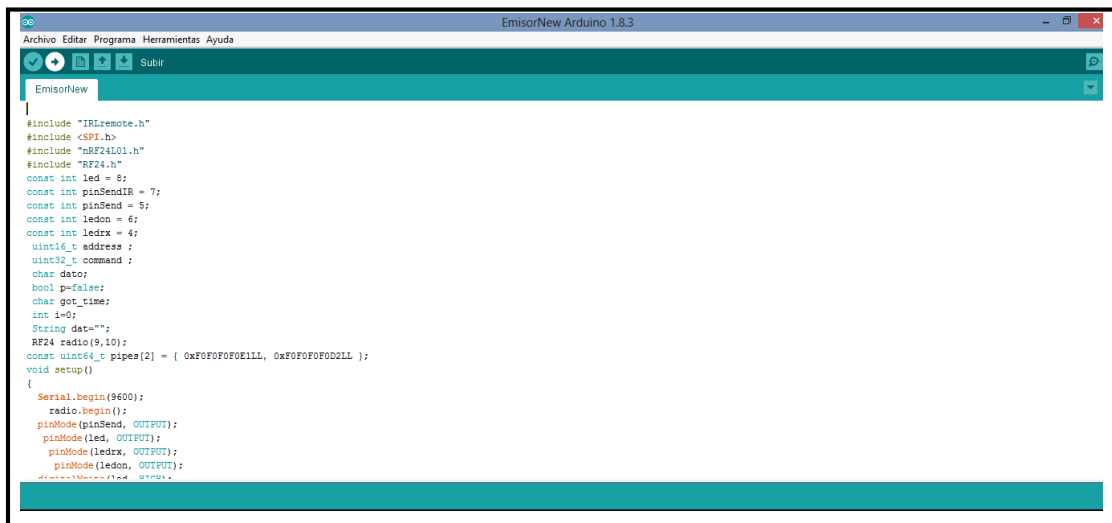 EmisorNew Arduino 1.8.3
Archivo Editar Programa Herramientas Ayuda
Subir
EmisorNew
#include "IRLremote.h"
#include <SPI.h>
#include "nRF24L01.h"
#include "RF24.h"
const int led = 8;
const int pinSendIR = 7;
const int pinSend = 5;
const int ledon = 6;
const int ledrx = 4;
uint16_t address ;
uint32_t command ;
char dato;
bool p=false;
char got_time;
int i=0;
String dat="";
RF24 radio(9,10);
const uint64_t pipes[2] = { 0xF0F0F0F0E1LL, 0xF0F0F0F0D2LL };
void setup()
{
Serial.begin(9600);
radio.begin();
pinMode(pinSend, OUTPUT);
pinMode(led, OUTPUT);
pinMode(ledrx, OUTPUT);
pinMode(ledon, OUTPUT);
digitalWrite(led, HIGH);